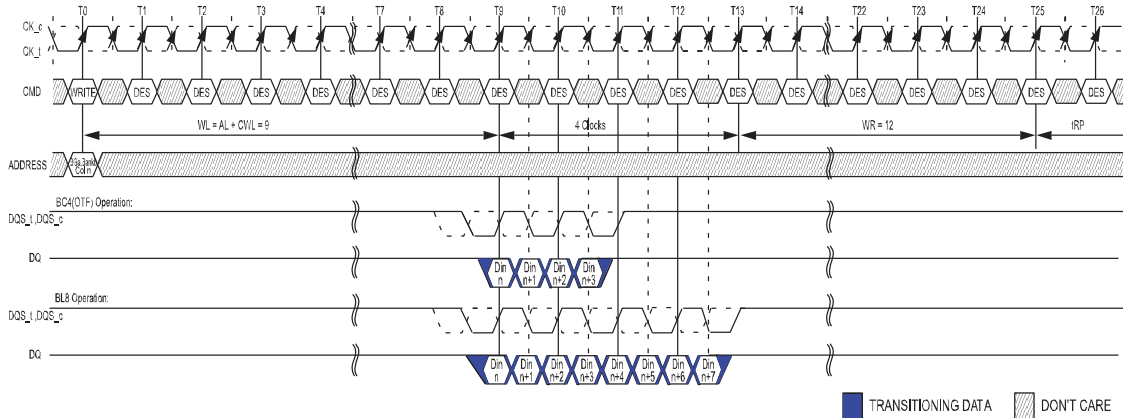 T0 T1 T2 T3 T4 T7 T8 T9 T10 T11 T12 T13 T14 T22 T23 T24 T25 T26
CK_c
CK_t
CMD WRITE DES DES DES DES DES DES DES DES DES DES DES DES DES DES DES DES DES
WL = AL + CWL = 9 4 Clocks WR = 12 tRP
ADDRESS
Col n
BC4(OTF) Operation:
DQS_t ,DQS_c
DQ Din n Din n+1 Din n+2 Din n+3
BL8 Operation:
DQS_t ,DQS_c
DQ Din n Din n+1 Din n+2 Din n+3 Din n+4 Din n+5 Din n+6 Din n+7
TRANSITIONING DATA DON'T CARE